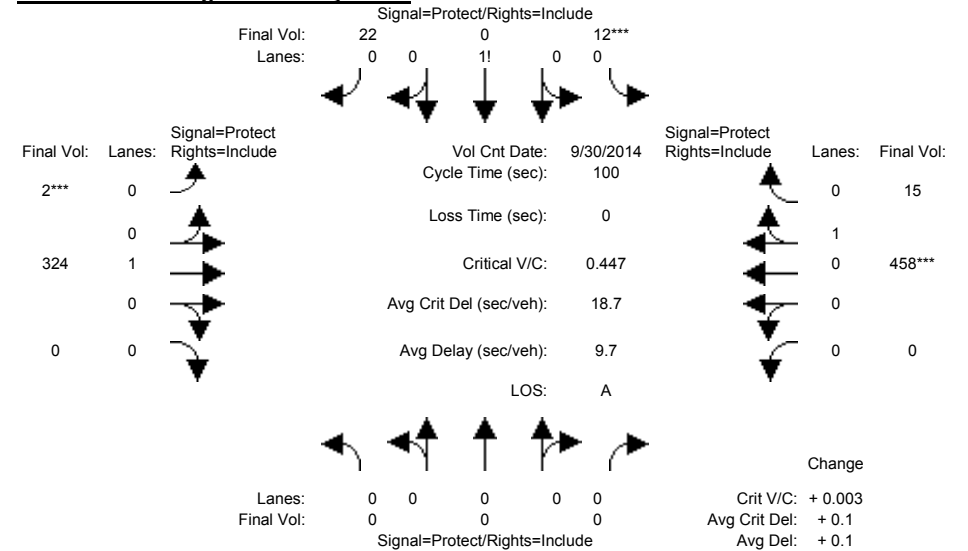 Signal=Protect/Rights=Include
Final Vol: 22 0 12***
Lanes: 0 0 1! 0 0
Signal=Protect Signal=Protect
Final Vol: Lanes: Rights=Include Vol Cnt Date: 9/30/2014 Rights=Include Lanes: Final Vol:
Cycle Time (sec): 100
2*** 0 0 15
Loss Time (sec): 0
0 1
324 1 Critical V/C: 0.447 0 458***
0 Avg Crit Del (sec/veh): 18.7 0
0 0 Avg Delay (sec/veh): 9.7 0 0
LOS: A
Change
Lanes: 0 0 0 0 0 Crit V/C: + 0.003
Final Vol: 0 0 0 Avg Crit Del: + 0.1
Signal=Protect/Rights=Include Avg Del: + 0.1